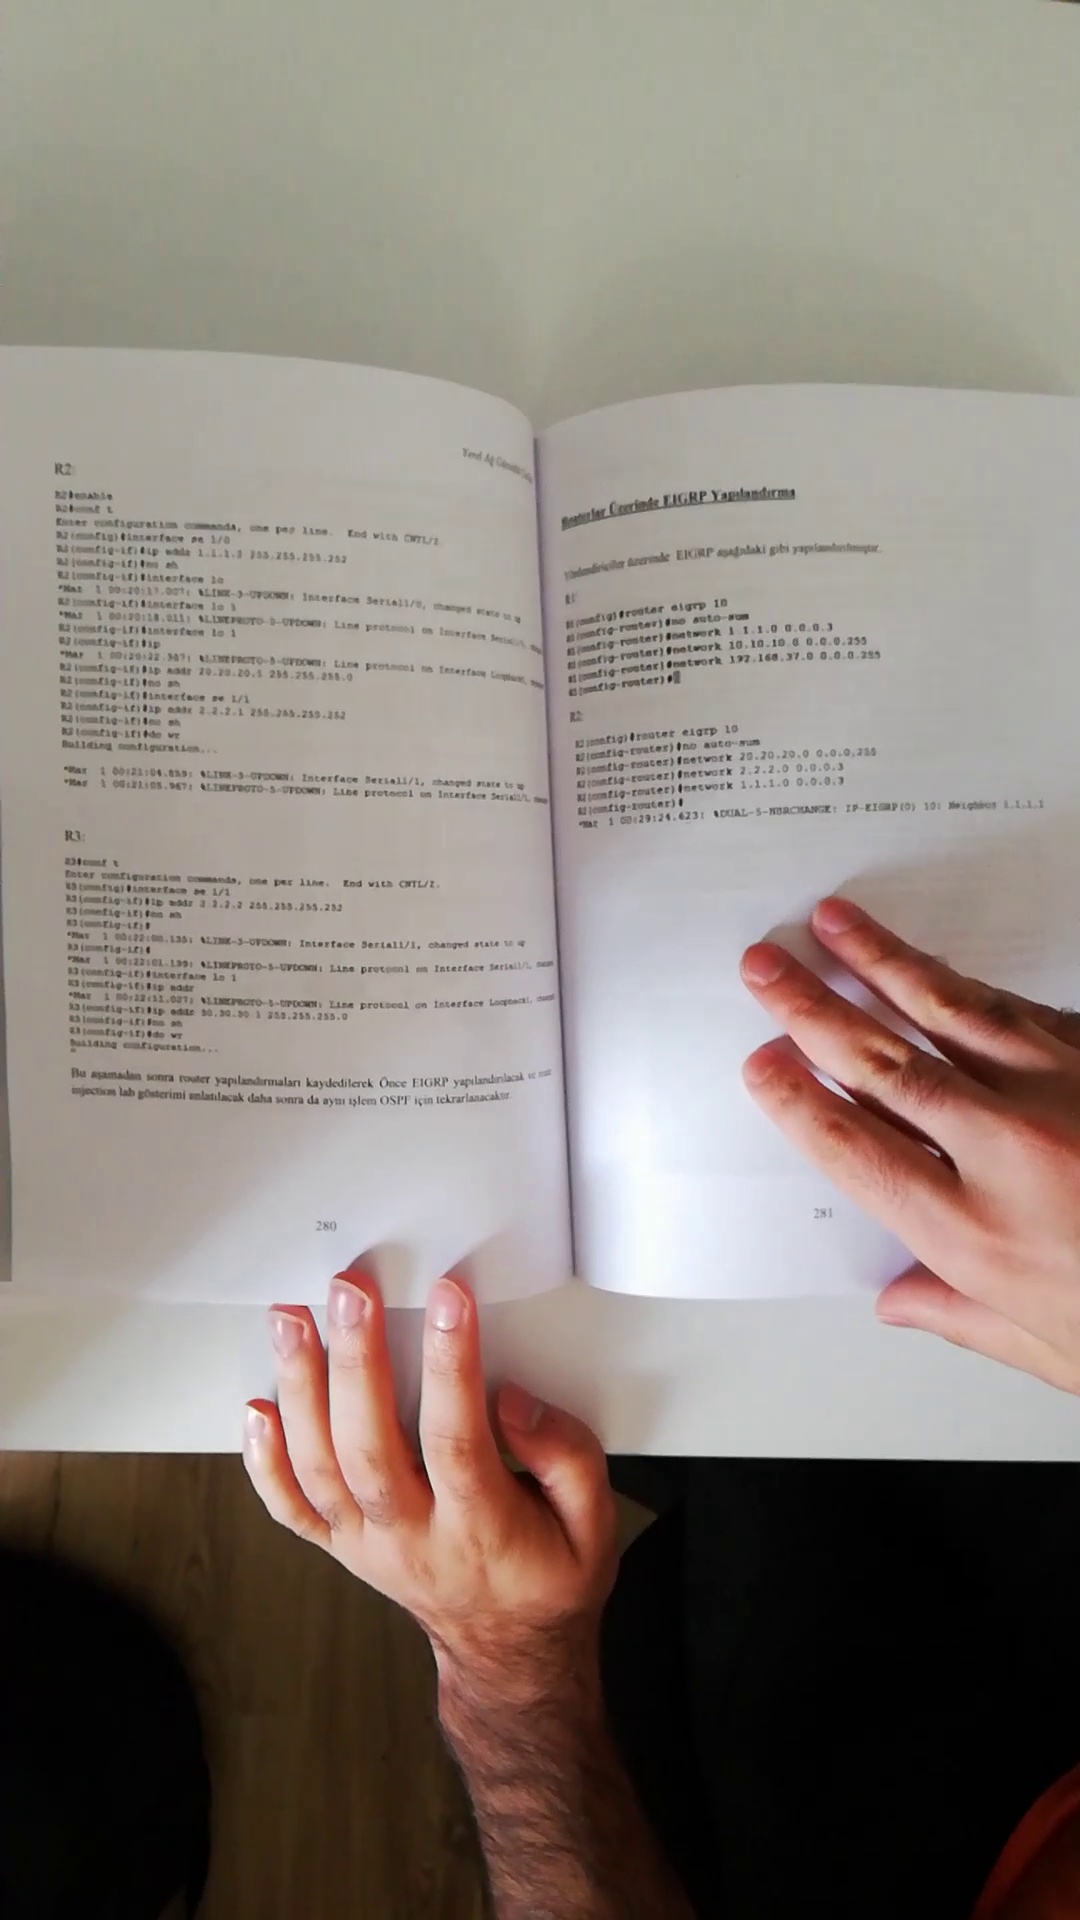 Yerel Ağ
R2:
R2#enable
R2#conf t
Enter configuration commands, one per line.  End with CNTL/Z.
R2(config)#interface se 1/0
R2(config-if)#ip addr 1.1.1.2 255.255.255.252
R2(config-if)#no sh
R2(config-if)#interface lo
*Mar  1 00:20:17.007: %LINK-3-UPDOWN: Interface Serial1/0, changed state to up
R2(config-if)#interface lo 1
*Mar  1 00:20:18.011: %LINEPROTO-5-UPDOWN: Line protocol on Interface
R2(config-if)#interface lo 1
R2(config-if)#ip
*Mar  1 00:20:22.567: %LINEPROTO-5-UPDOWN: Line protocol on Interface Loopback1,
R2(config-if)#ip addr 20.20.20.1 255.255.255.0
R2(config-if)#no sh
R2(config-if)#interface se 1/1
R2(config-if)#ip addr 2.2.2.1 255.255.255.252
R2(config-if)#no sh
R2(config-if)#do wr
Building configuration...
*Mar  1 00:21:04.859: %LINK-3-UPDOWN: Interface Serial1/1, changed state to up
*Mar  1 00:21:05.967: %LINEPROTO-5-UPDOWN: Line protocol on Interface Serial1/1,
R3:
R3#conf t
Enter configuration commands, one per line.  End with CNTL/Z.
R3(config)#interface se 1/1
R3(config-if)#ip addr 2.2.2.2 255.255.255.252
R3(config-if)#no sh
R3(config-if)#
*Mar  1 00:22:00.135: %LINK-3-UPDOWN: Interface Serial1/1, changed state to up
R3(config-if)#
*Mar  1 00:22:01.139: %LINEPROTO-5-UPDOWN: Line protocol on Interface Serial1/1,
R3(config-if)#interface lo 1
R3(config-if)#ip addr
*Mar  1 00:22:11.027: %LINEPROTO-5-UPDOWN: Line protocol on Interface Loopback1,
R3(config-if)#ip addr 30.30.30.1 255.255.255.0
R3(config-if)#no sh
R3(config-if)#do wr
Building configuration...
Bu aşamadan sonra router yapılandırmaları kaydedilerek Önce EIGRP yapılandırılacak ve
injection lab gösterimi anlatılacak daha sonra da aynı işlem OSPF için tekrarlanacaktır.
280
Routerlar Üzerinde EIGRP Yapılandırma
Yönlendiriciler üzerinde EIGRP aşağıdaki gibi yapılandırılmıştır.
R1:
R1(config)#router eigrp 10
R1(config-router)#no auto-sum
R1(config-router)#network 1.1.1.0 0.0.0.3
R1(config-router)#network 10.10.10.0 0.0.0.255
R1(config-router)#network 192.168.37.0 0.0.0.255
R1(config-router)#
R2:
R2(config)#router eigrp 10
R2(config-router)#no auto-sum
R2(config-router)#network 20.20.20.0 0.0.0.255
R2(config-router)#network 2.2.2.0 0.0.0.3
R2(config-router)#network 1.1.1.0 0.0.0.3
R2(config-router)#
*Mar  1 00:29:24.623: %DUAL-5-NBRCHANGE: IP-EIGRP(0) 10: Neighbor 1.1.1.1
281